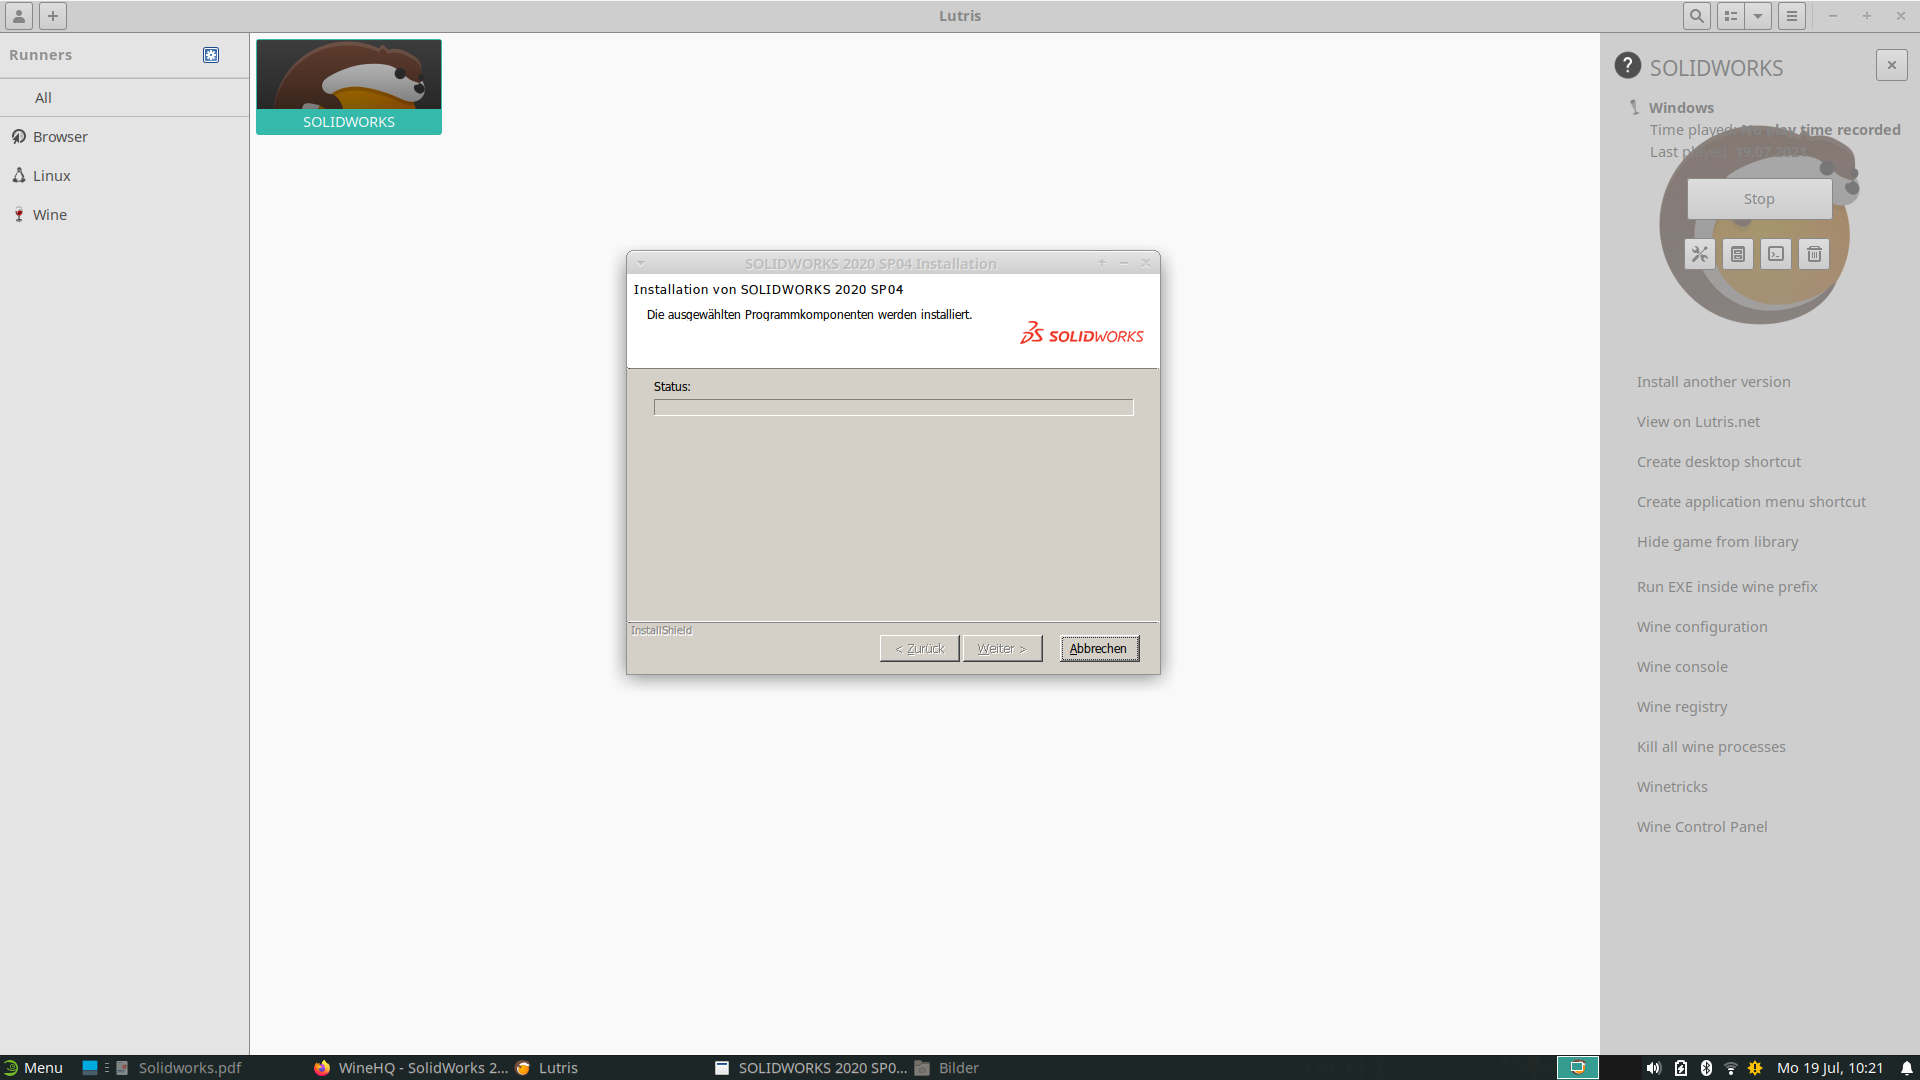 Lutris
Runners
All
Browser
Linux
Wine
SOLIDWORKS
SOLIDWORKS 2020 SP04 Installation
Installation von SOLIDWORKS 2020 SP04
Die ausgewählten Programmkomponenten werden installiert.
SOLIDWORKS
Status:
InstallShield
< Zurück
Weiter >
Abbrechen
? SOLIDWORKS
Windows
Time played: No play time recorded
Last played: 19.07.2021
Stop
Install another version
View on Lutris.net
Create desktop shortcut
Create application menu shortcut
Hide game from library
Run EXE inside wine prefix
Wine configuration
Wine console
Wine registry
Kill all wine processes
Winetricks
Wine Control Panel
Menu
Solidworks.pdf
WineHQ - SolidWorks 2...
Lutris
SOLIDWORKS 2020 SP0...
Bilder
Mo 19 Jul, 10:21